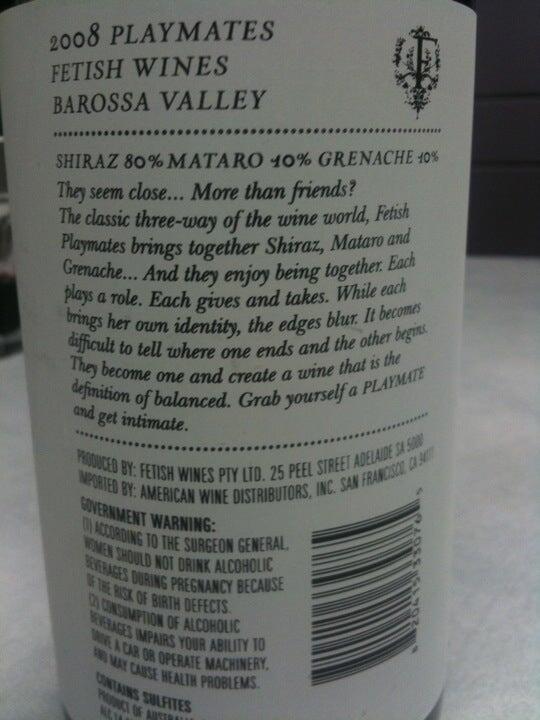 2008 PLAYMATES
FETISH WINES
BAROSSA VALLEY
SHIRAZ 80% MATARO 10% GRENACHE 10%
They seem close... More than friends?
The classic three-way of the wine world, Fetish
Playmates brings together Shiraz, Mataro and
Grenache... And they enjoy being together. Each
plays a role. Each gives and takes. While each
brings her own identity, the edges blur. It becomes
difficult to tell where one ends and the other begins.
They become one and create a wine that is the
definition of balanced. Grab yourself a PLAYMATE
and get intimate.
PRODUCED BY: FETISH WINES PTY LTD. 25 PEEL STREET ADELAIDE SA 5000
IMPORTED BY: AMERICAN WINE DISTRIBUTORS, INC. SAN FRANCISCO, CA
GOVERNMENT WARNING:
(1) ACCORDING TO THE SURGEON GENERAL,
WOMEN SHOULD NOT DRINK ALCOHOLIC
BEVERAGES DURING PREGNANCY BECAUSE
OF THE RISK OF BIRTH DEFECTS.
(2) CONSUMPTION OF ALCOHOLIC
BEVERAGES IMPAIRS YOUR ABILITY TO
DRIVE A CAR OR OPERATE MACHINERY,
AND MAY CAUSE HEALTH PROBLEMS.
CONTAINS SULFITES
PRODUCT OF